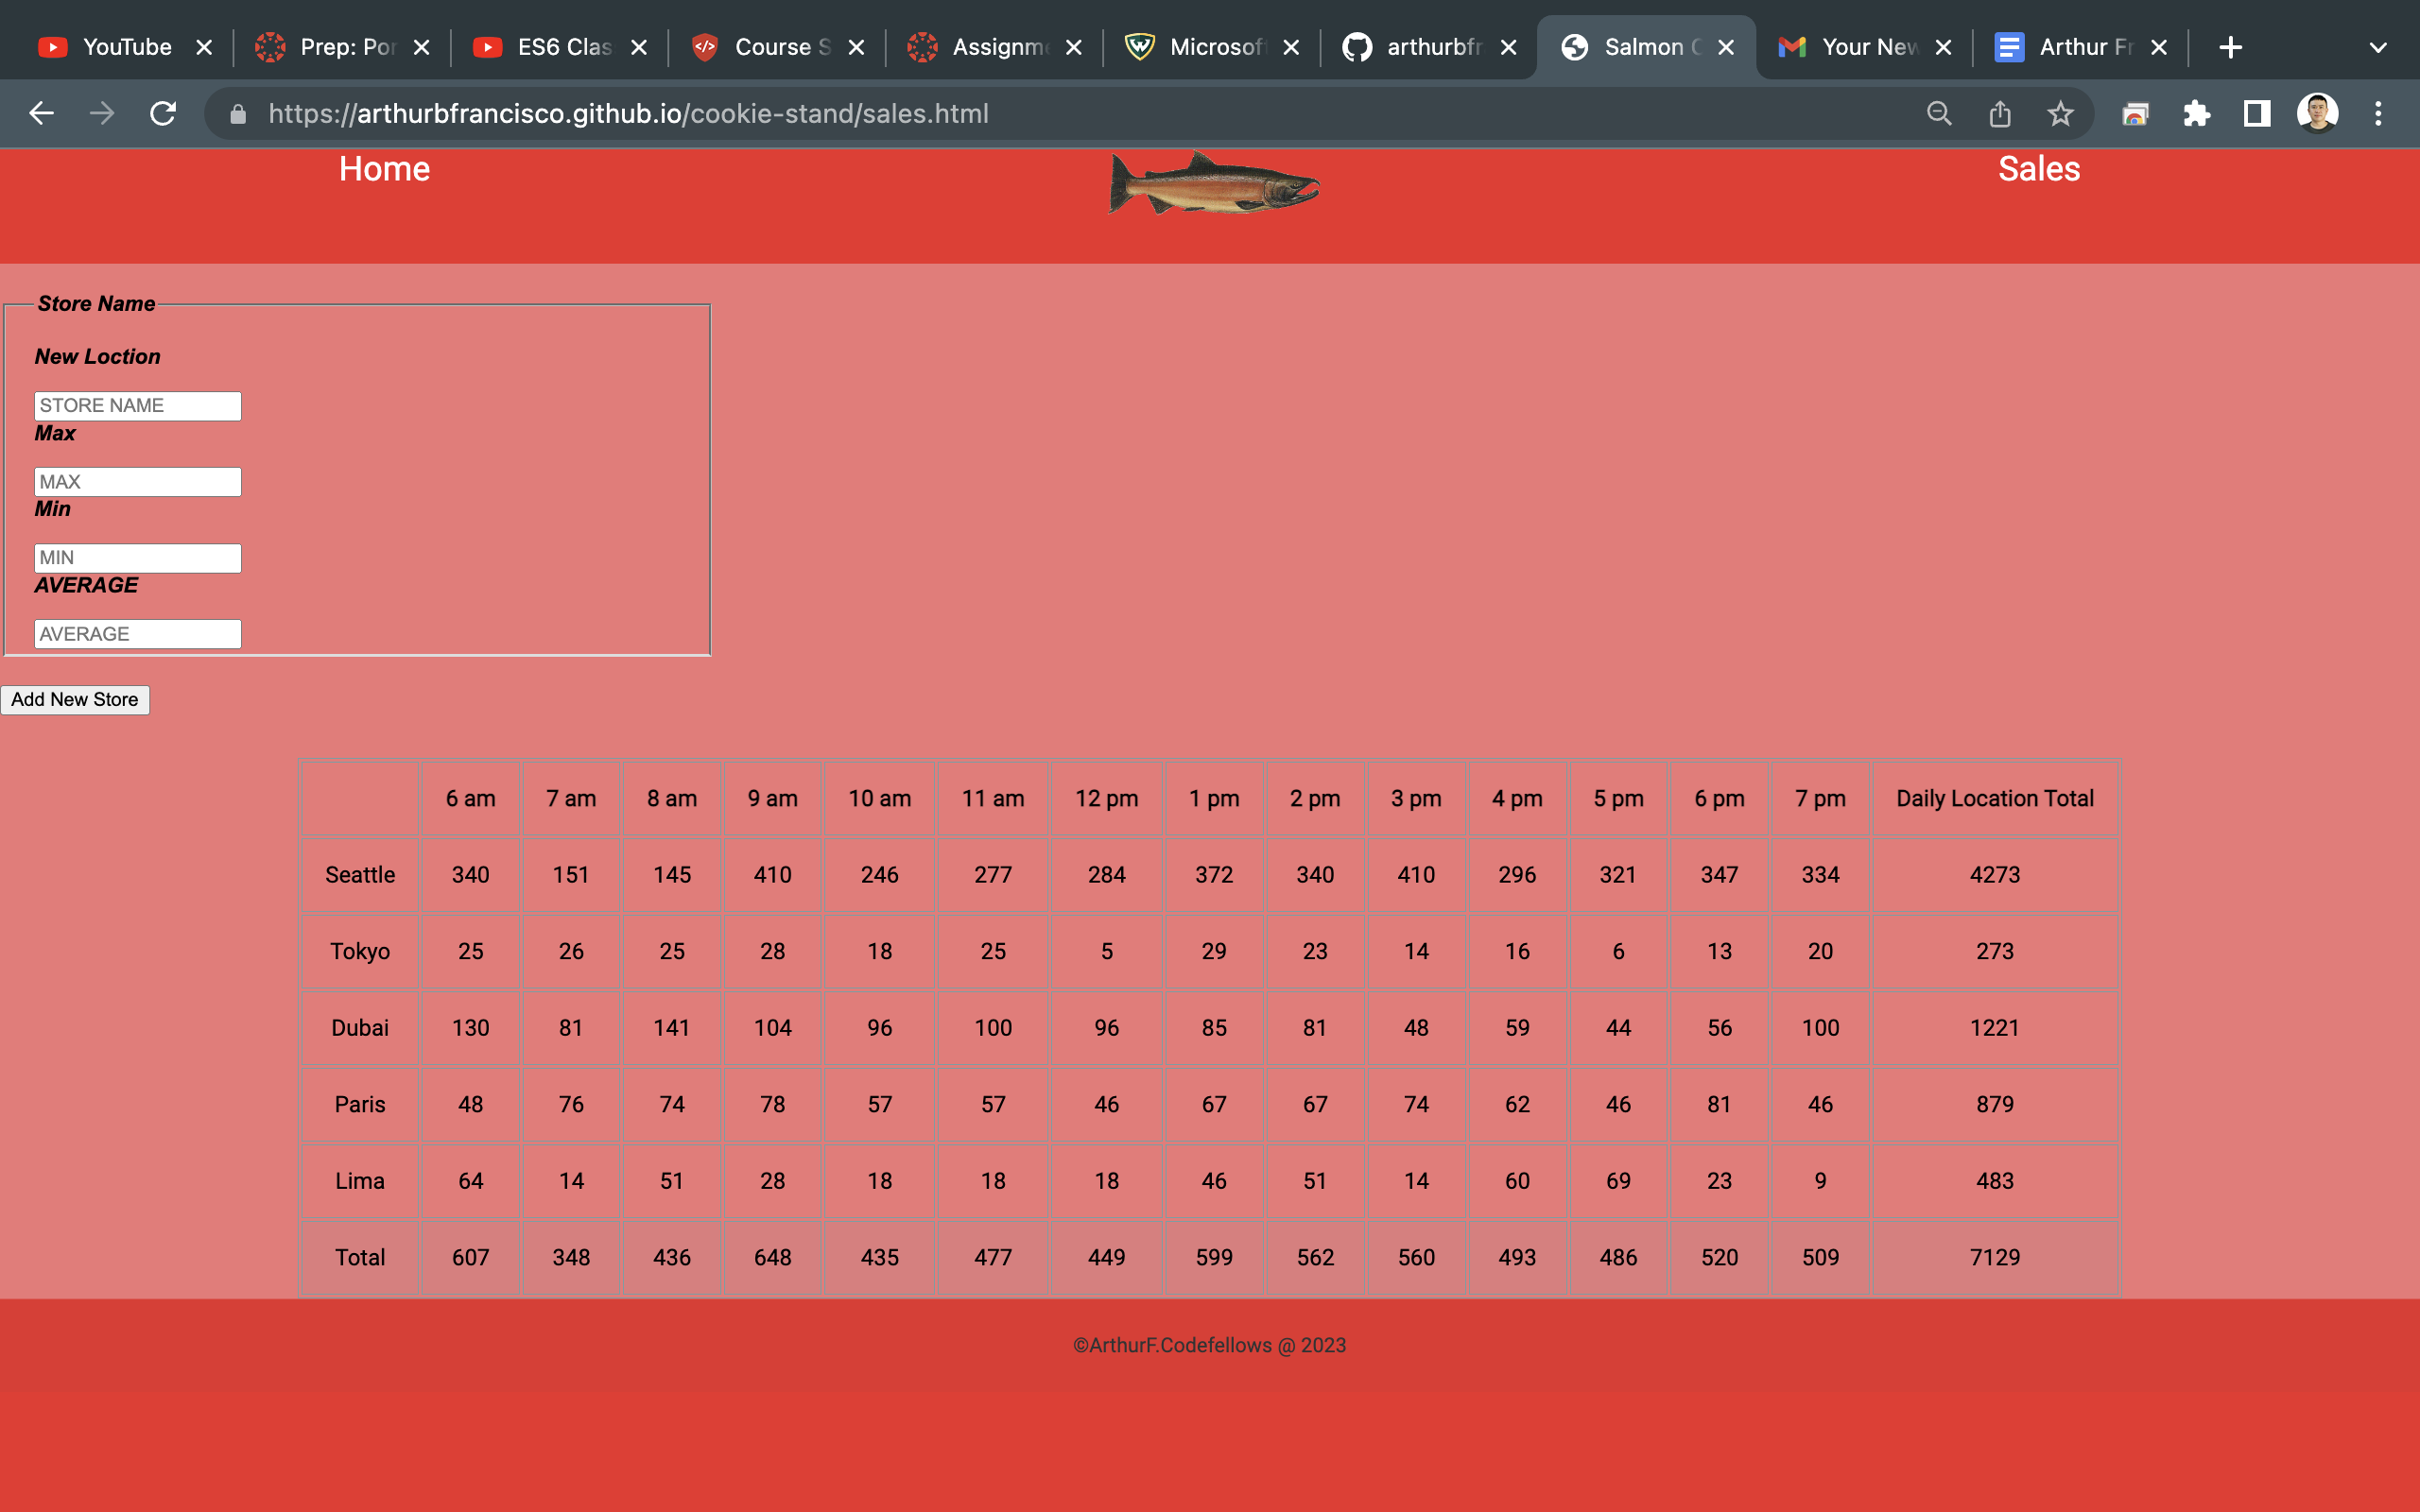 YouTube Prep: Por ES6 Clas Course S Assignme Microsof arthurbfr Salmon C Your New Arthur Fr
https://arthurbfrancisco.github.io/cookie-stand/sales.html
Home Sales
Store Name
New Loction
STORE NAME
Max
MAX
Min
MIN
AVERAGE
AVERAGE
Add New Store
6 am 7 am 8 am 9 am 10 am 11 am 12 pm 1 pm 2 pm 3 pm 4 pm 5 pm 6 pm 7 pm Daily Location Total
Seattle 340 151 145 410 246 277 284 372 340 410 296 321 347 334 4273
Tokyo 25 26 25 28 18 25 5 29 23 14 16 6 13 20 273
Dubai 130 81 141 104 96 100 96 85 81 48 59 44 56 100 1221
Paris 48 76 74 78 57 57 46 67 67 74 62 46 81 46 879
Lima 64 14 51 28 18 18 18 46 51 14 60 69 23 9 483
Total 607 348 436 648 435 477 449 599 562 560 493 486 520 509 7129
©ArthurF.Codefellows @ 2023